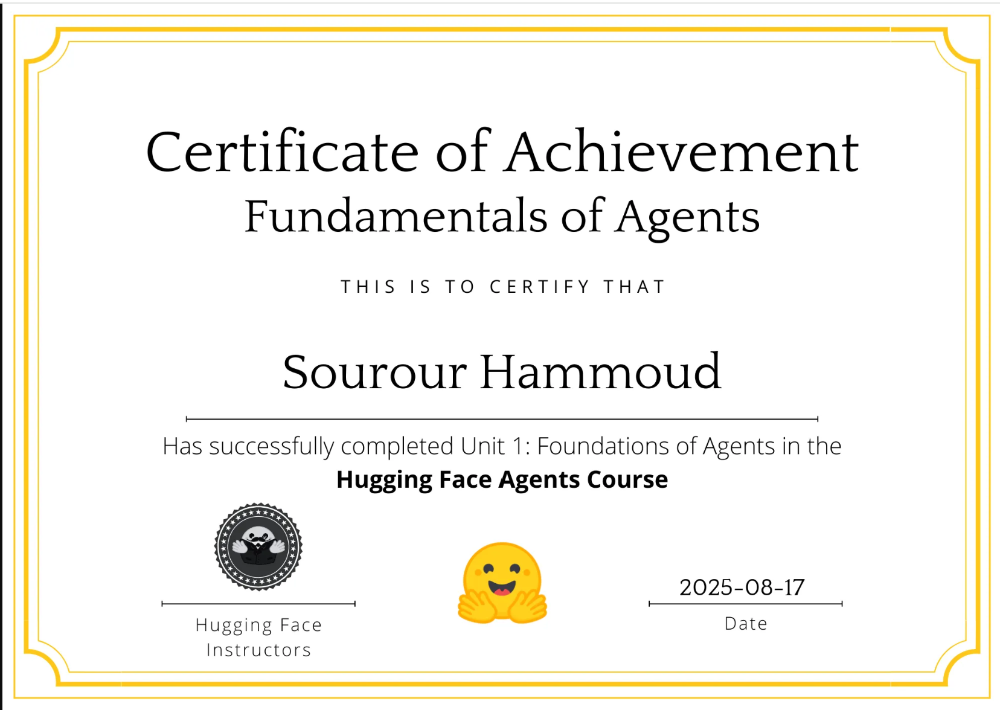 Certificate of Achievement
Fundamentals of Agents
THIS IS TO CERTIFY THAT
Sourour Hammoud
Has successfully completed Unit 1: Foundations of Agents in the
Hugging Face Agents Course
2025-08-17
Hugging Face
Instructors
Date